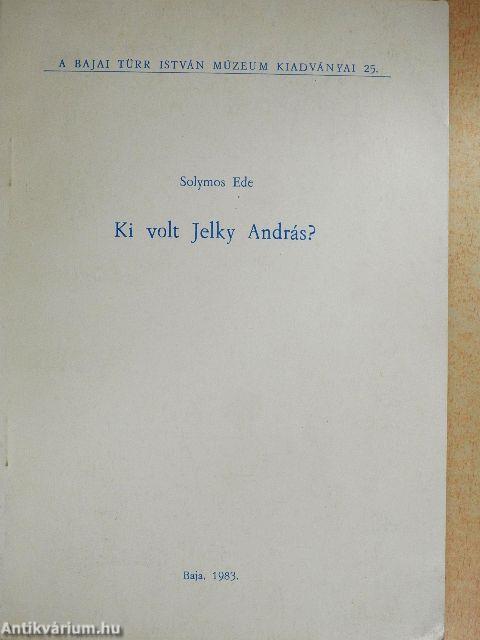 A BAJAI TÜRR ISTVÁN MÚZEUM KIADVÁNYAI 25.
Solymos Ede
Ki volt Jelky András?
Baja, 1983.
Antikvárium.hu